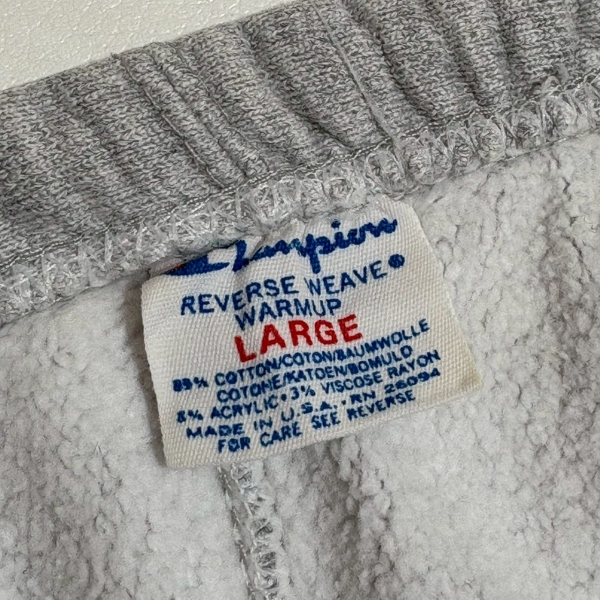 Champion
REVERSE WEAVE®
WARMUP
LARGE
89% COTTON/COTON/BAUMWOLLE
COTONE/KATOEN/BOMULD
8% ACRYLIC • 3% VISCOSE RAYON
MADE IN U.S.A. • RN 26094
FOR CARE SEE REVERSE